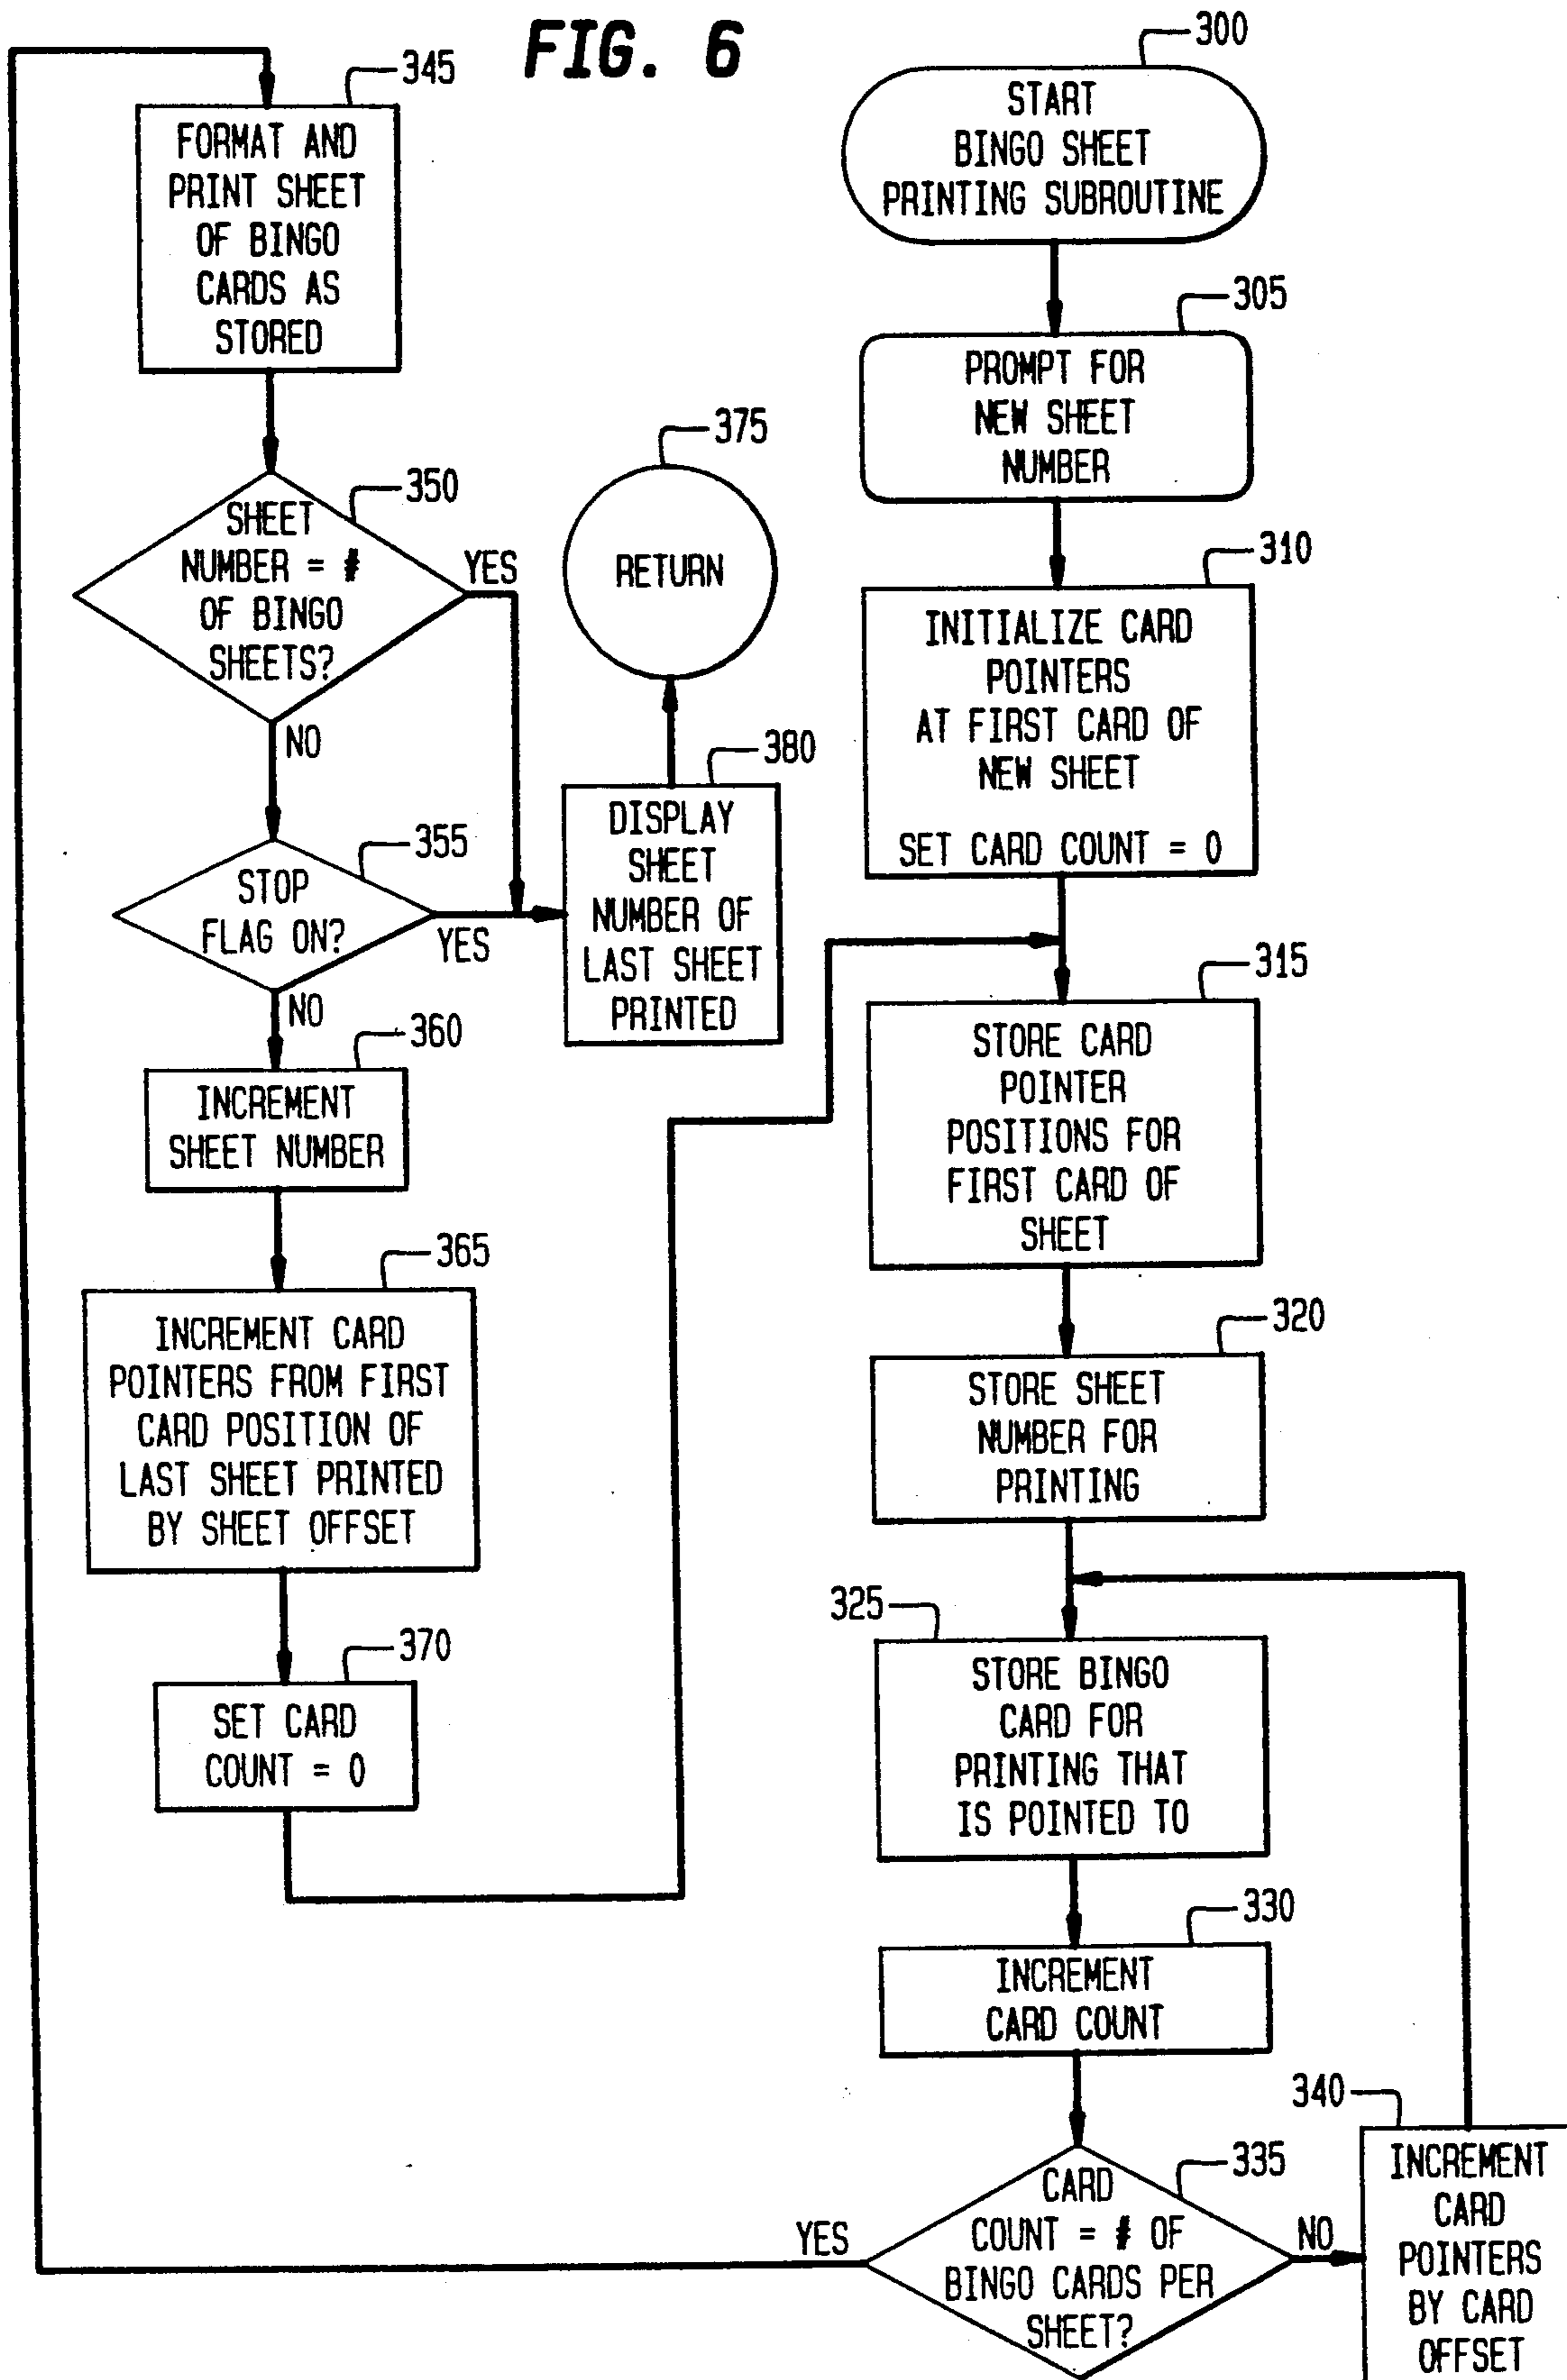 FIG. 6
300
START
BINGO SHEET
PRINTING SUBROUTINE
305
PROMPT FOR
NEW SHEET
NUMBER
310
INITIALIZE CARD
POINTERS
AT FIRST CARD OF
NEW SHEET
SET CARD COUNT = 0
315
STORE CARD
POINTER
POSITIONS FOR
FIRST CARD OF
SHEET
320
STORE SHEET
NUMBER FOR
PRINTING
325
STORE BINGO
CARD FOR
PRINTING THAT
IS POINTED TO
330
INCREMENT
CARD COUNT
335
CARD
COUNT = # OF
BINGO CARDS PER
SHEET?
YES
NO
340
INCREMENT
CARD
POINTERS
BY CARD
OFFSET
345
FORMAT AND
PRINT SHEET
OF BINGO
CARDS AS
STORED
350
SHEET
NUMBER = #
OF BINGO
SHEETS?
YES
NO
355
STOP
FLAG ON?
YES
NO
360
INCREMENT
SHEET NUMBER
365
INCREMENT CARD
POINTERS FROM FIRST
CARD POSITION OF
LAST SHEET PRINTED
BY SHEET OFFSET
370
SET CARD
COUNT = 0
375
RETURN
380
DISPLAY
SHEET
NUMBER OF
LAST SHEET
PRINTED